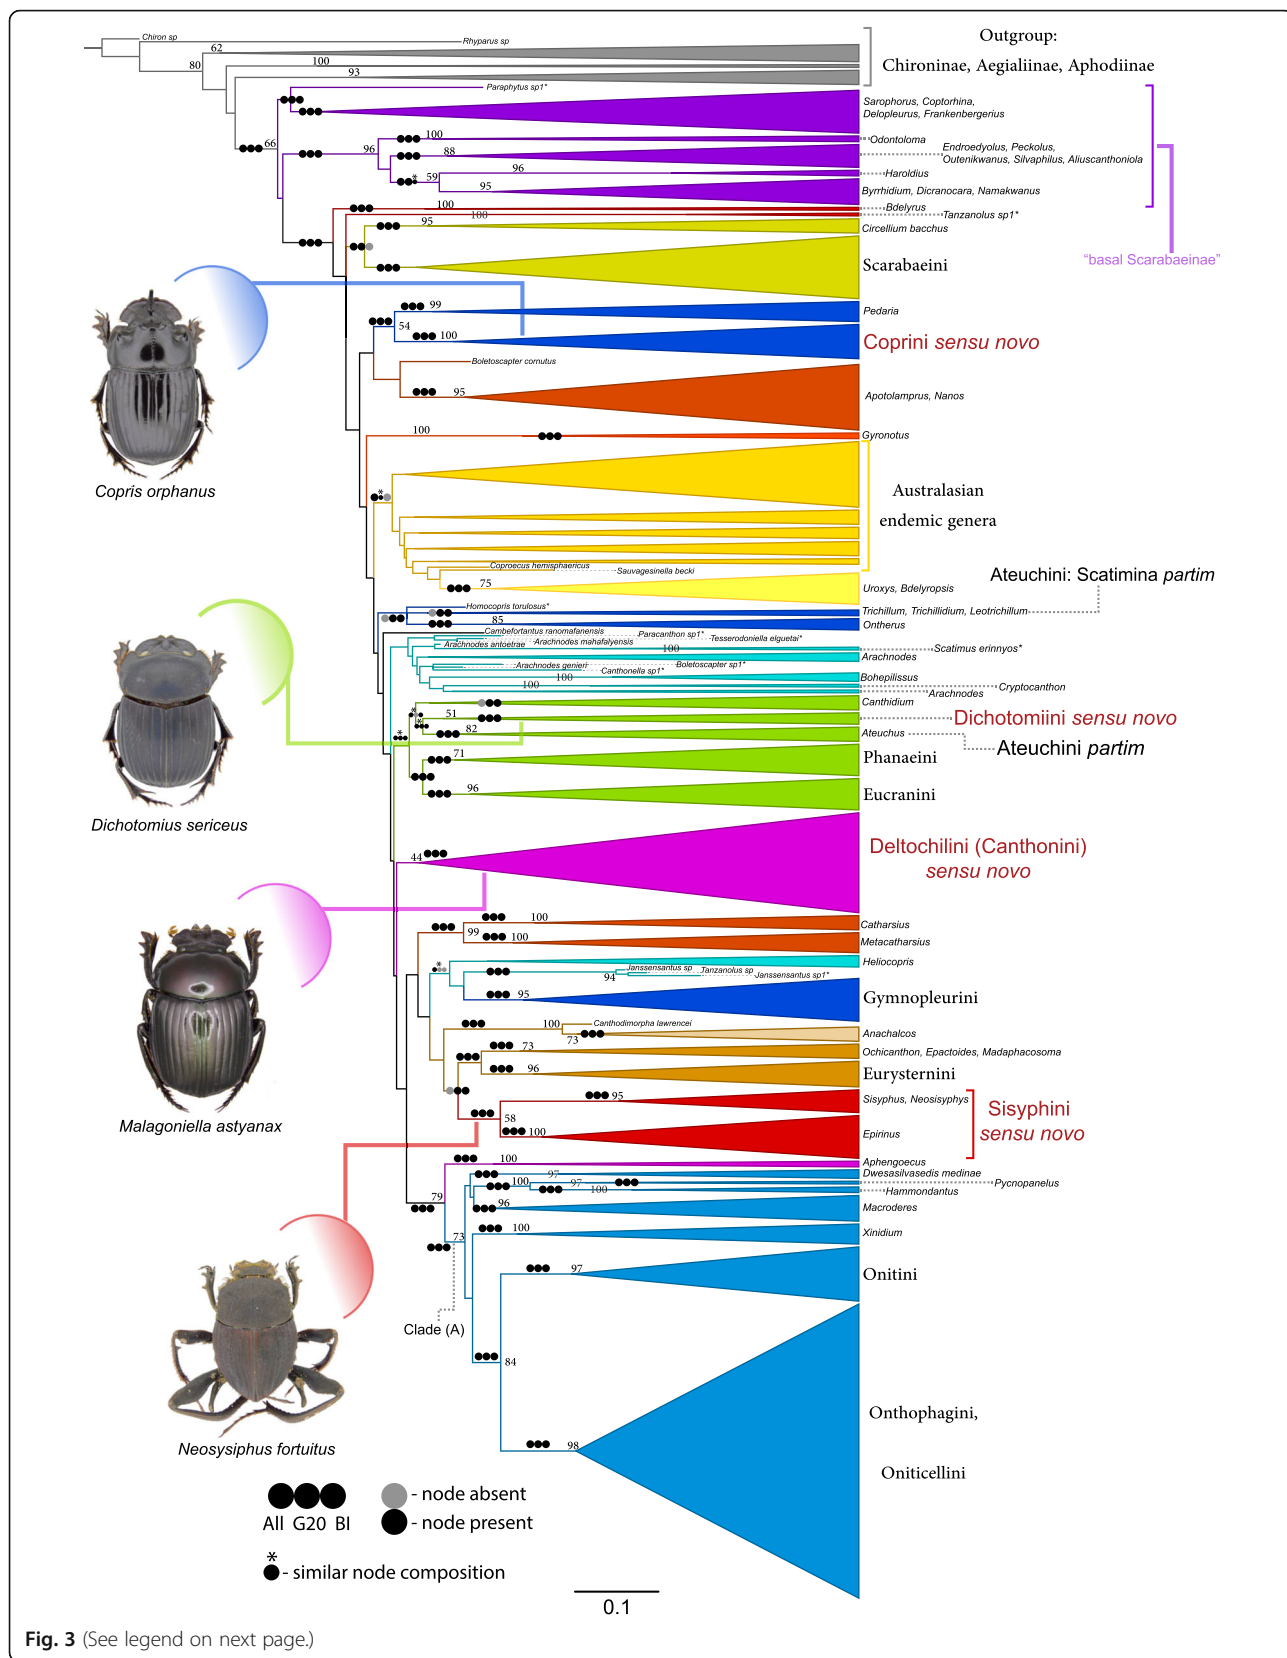 Chiron sp
Rhyparus sp
62
80
100
93
Outgroup:
Chironinae, Aegialiinae, Aphodiinae
Paraphytus sp1*
Sarophorus, Coptorhina,
Delopleurus, Frankenbergerius
66
96
100
Odontoloma
88
Endroedyolus, Peckolus,
Outenikwanus, Silvaphilus, Aliuscanthoniola
*
59
96
Haroldius
95
Byrrhidium, Dicranocara, Namakwanus
100
Bdelyrus
100
Tanzanolus sp1*
95
Circellium bacchus
"basal Scarabaeinae"
Scarabaeini
99
Pedaria
54
100
Coprini sensu novo
Boletoscapter cornutus
95
Apotolamprus, Nanos
100
Gyronotus
Copris orphanus
*
Australasian
endemic genera
Coproecus hemisphaericus
Sauvagesinella becki
75
Uroxys, Bdelyropsis
Ateuchini: Scatimina partim
Homocopris torulosus*
Trichillum, Trichillidium, Leotrichillum
85
Ontherus
Cambefortantus ranomafanensis
Paracanthon sp1*
Tesserodoniella elguetai*
Arachnodes antoetrae
Arachnodes mahafalyensis
100
Scatimus erinnyos*
Arachnodes
Arachnodes genieri
Boletoscapter sp1*
Canthonella sp1*
100
Bohepilissus
100
Cryptocanthon
Arachnodes
Canthidium
*
51
Dichotomiini sensu novo
*
82
Ateuchus
Ateuchini partim
*
71
Phanaeini
96
Eucranini
Dichotomius sericeus
44
Deltochilini (Canthonini)
sensu novo
100
Catharsius
99
100
Metacatharsius
*
Heliocopris
94
Janssensantus sp
Tanzanolus sp
Janssensantus sp1*
95
Gymnopleurini
100
Canthodimorpha lawrencei
73
Anachalcos
73
Ochicanthon, Epactoides, Madaphacosoma
96
Eurysternini
Malagoniella astyanax
95
Sisyphus, Neosisyphys
58
Sisyphini
sensu novo
100
Epirinus
100
Aphengoecus
97
Dwesasilvasedis medinae
100
97
Pycnopanelus
100
Hammondantus
79
96
Macroderes
73
100
Xinidium
97
Onitini
Clade (A)
84
98
Onthophagini,
Oniticellini
Neosysiphus fortuitus
All G20 BI
- node absent
- node present
*
- similar node composition
0.1
Fig. 3 (See legend on next page.)